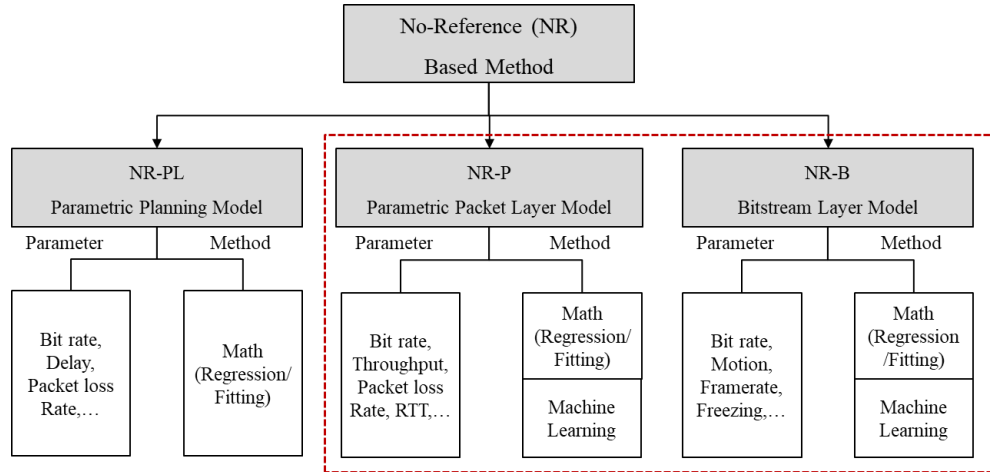 No-Reference (NR)
Based Method
NR-PL
Parametric Planning Model
NR-P
Parametric Packet Layer Model
NR-B
Bitstream Layer Model
Parameter
Method
Parameter
Method
Parameter
Method
Bit rate,
Delay,
Packet loss
Rate,...
Math
(Regression/
Fitting)
Bit rate,
Throughput,
Packet loss
Rate, RTT,...
Math
(Regression/
Fitting)
Machine
Learning
Bit rate,
Motion,
Framerate,
Freezing,...
Math
(Regression
/Fitting)
Machine
Learning